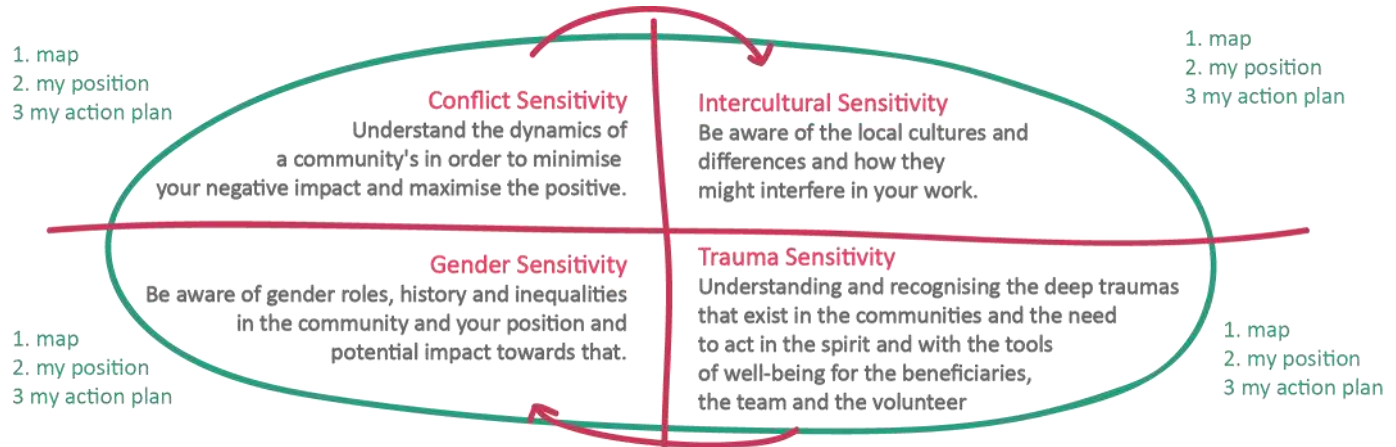 1. map
2. my position
3 my action plan
Conflict Sensitivity
Understand the dynamics of
a community's in order to minimise
your negative impact and maximise the positive.
Intercultural Sensitivity
Be aware of the local cultures and
differences and how they
might interfere in your work.
1. map
2. my position
3 my action plan
Gender Sensitivity
Be aware of gender roles, history and inequalities
in the community and your position and
potential impact towards that.
1. map
2. my position
3 my action plan
Trauma Sensitivity
Understanding and recognising the deep traumas
that exist in the communities and the need
to act in the spirit and with the tools
of well-being for the beneficiaries,
the team and the volunteer
1. map
2. my position
3 my action plan